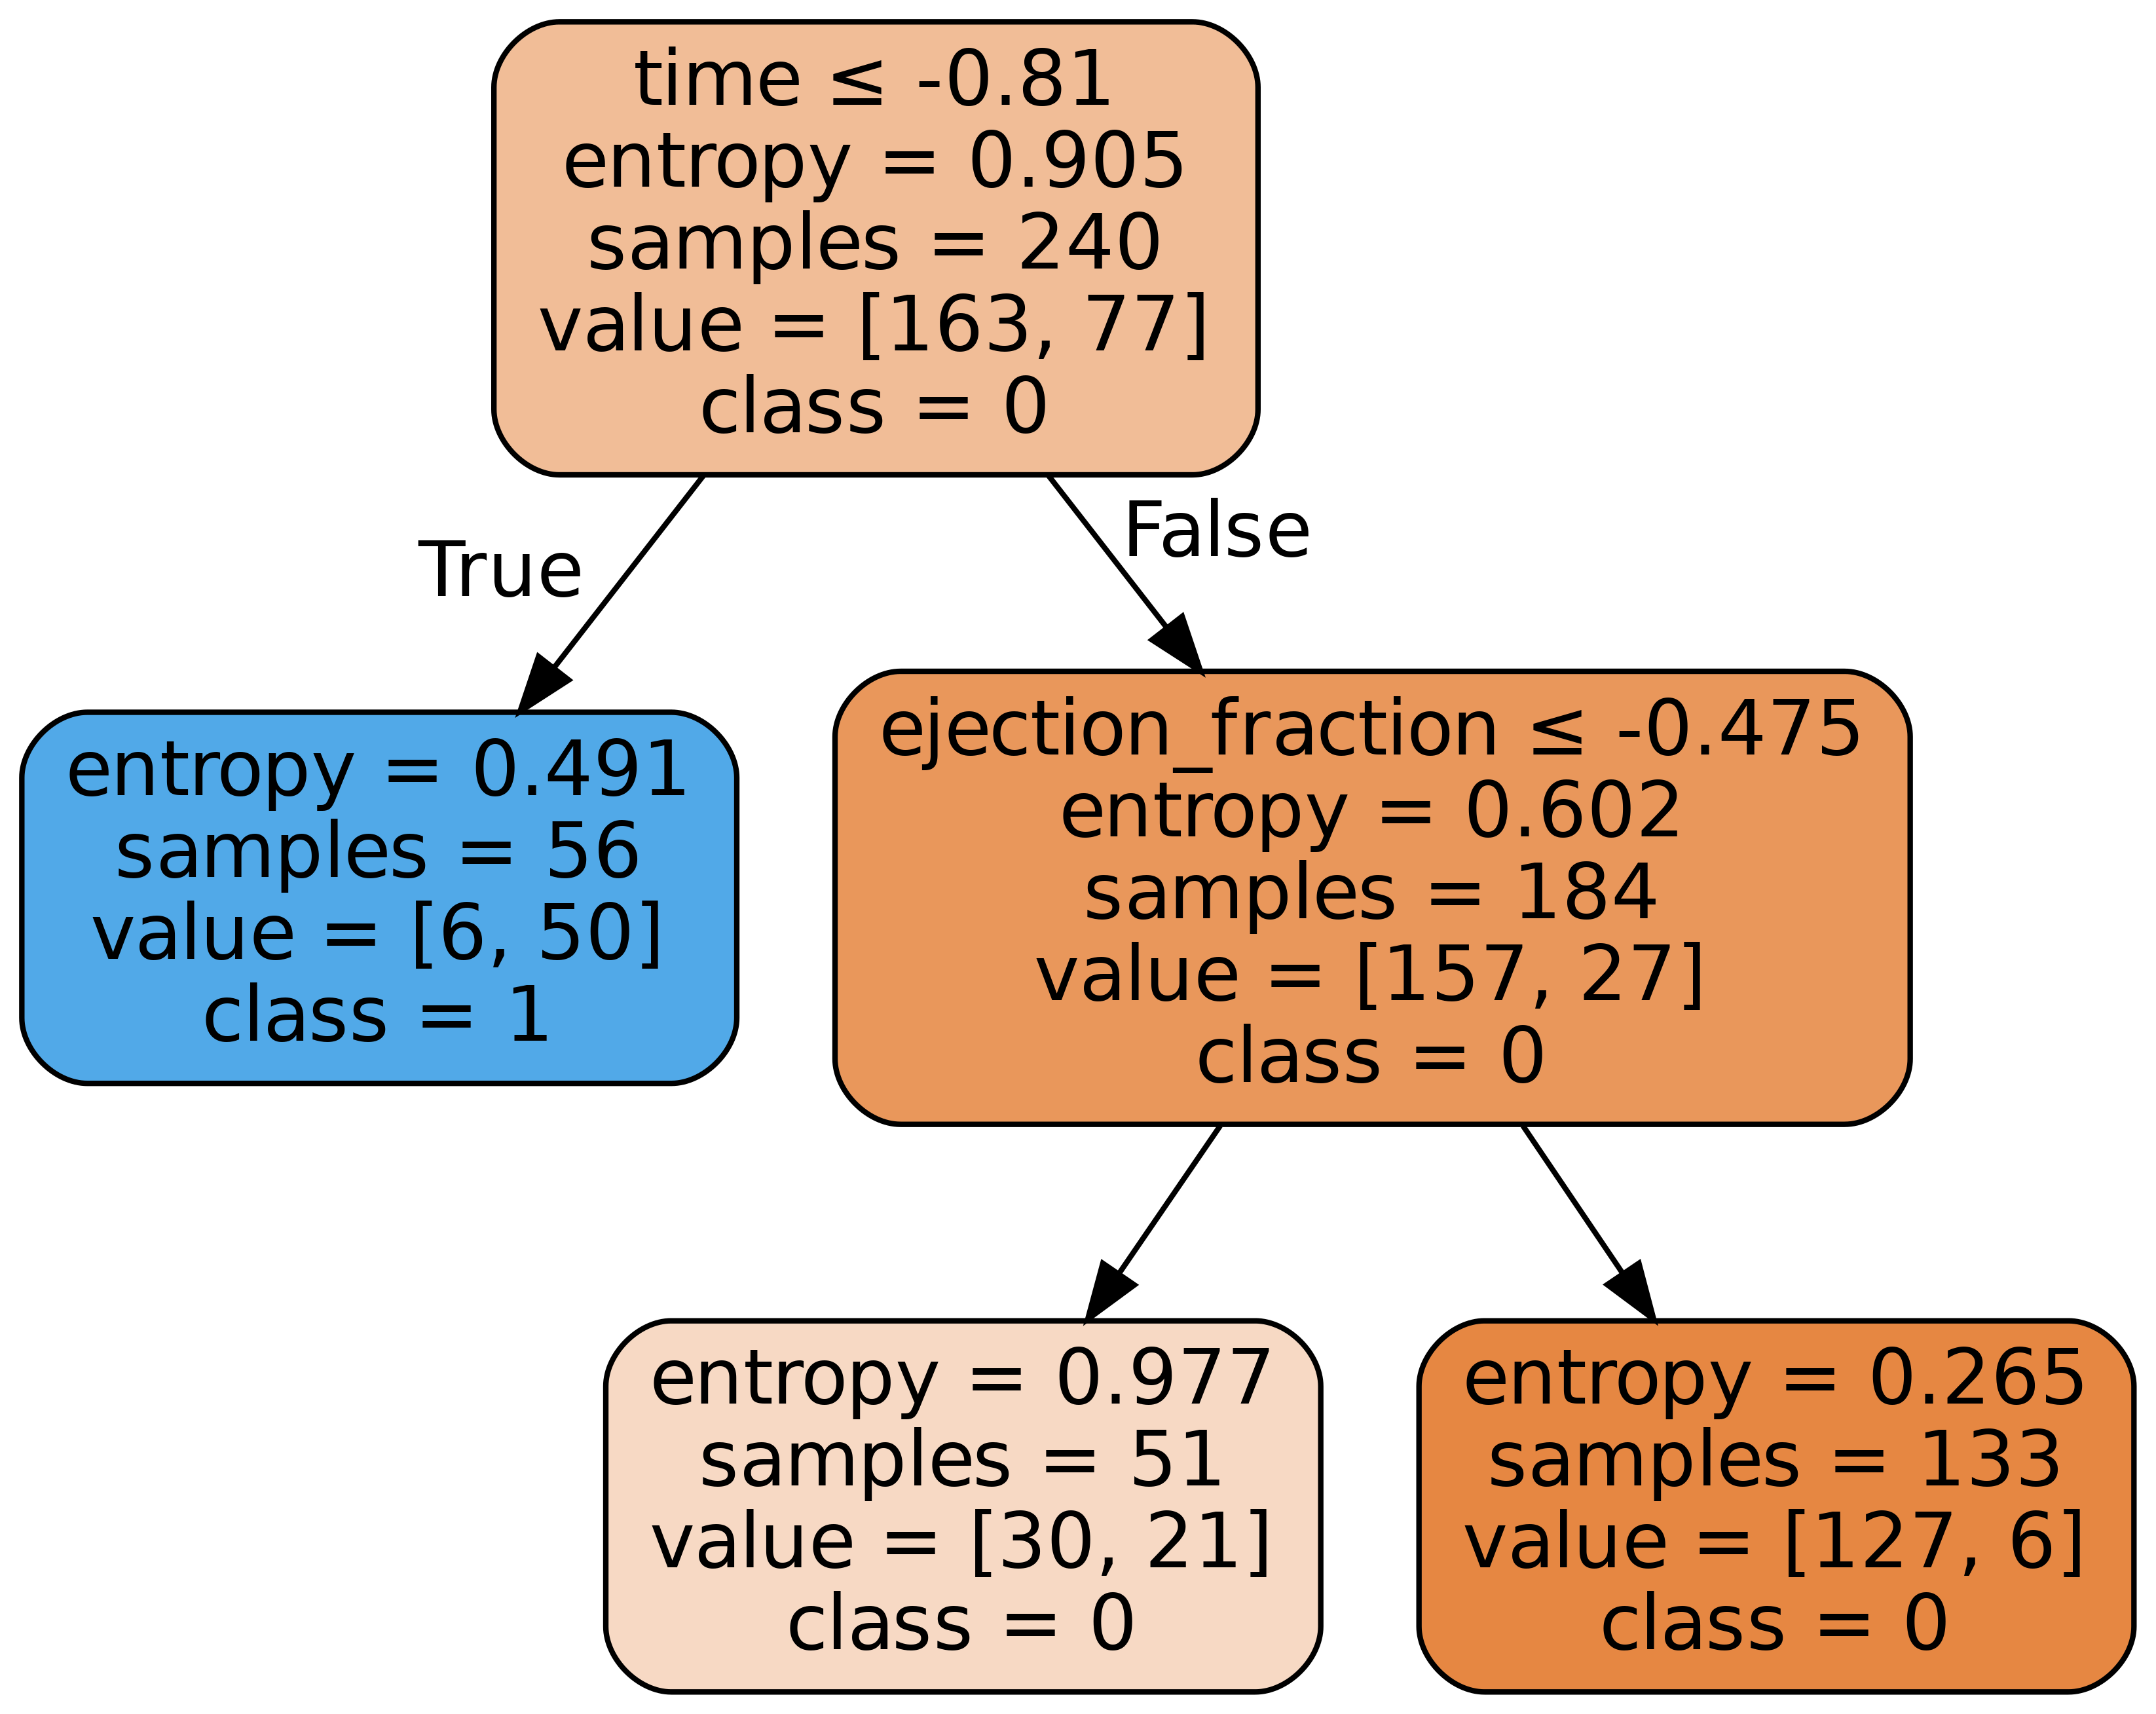 time ≤ -0.81
entropy = 0.905
samples = 240
value = [163, 77]
class = 0
True
False
entropy = 0.491
samples = 56
value = [6, 50]
class = 1
ejection_fraction ≤ -0.475
entropy = 0.602
samples = 184
value = [157, 27]
class = 0
entropy = 0.977
samples = 51
value = [30, 21]
class = 0
entropy = 0.265
samples = 133
value = [127, 6]
class = 0